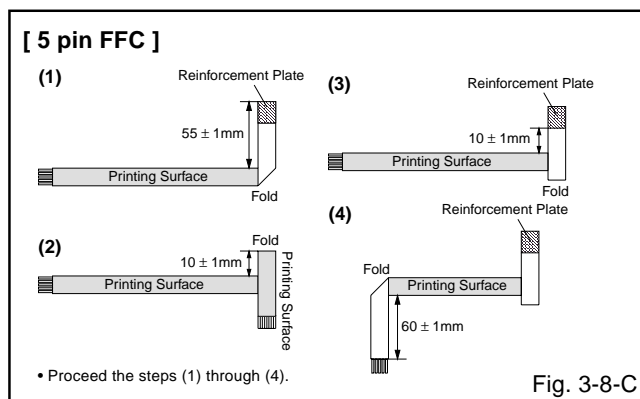 [ 5 pin FFC ]
(1)
Reinforcement Plate
55 ± 1mm
Printing Surface
Fold
(2)
Fold
10 ± 1mm
Printing Surface
Printing Surface
(3)
Reinforcement Plate
10 ± 1mm
Printing Surface
Fold
(4)
Reinforcement Plate
Fold
Printing Surface
60 ± 1mm
• Proceed the steps (1) through (4).
Fig. 3-8-C